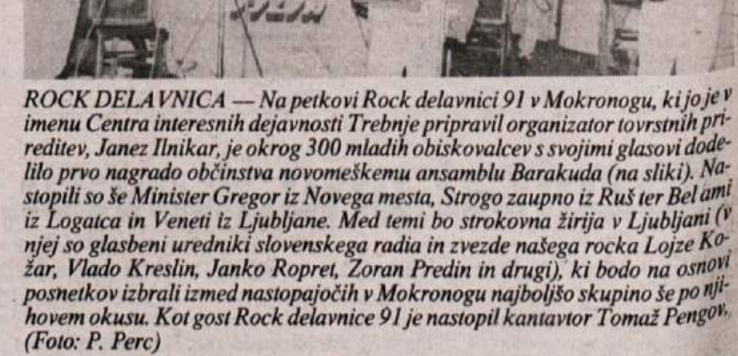 ROCK DELAVNICA — Na petkovi Rock delavnici 91 v Mokronogu, ki jo je v
imenu Centra interesnih dejavnosti Trebnje pripravil organizator tovrstnih pri-
reditev, Janez Ilnikar, je okrog 300 mladih obiskovalcev s svojimi glasovi dode-
lilo prvo nagrado občinstva novomeškemu ansamblu Barakuda (na sliki). Na-
stopili so še Minister Gregor iz Novega mesta, Strogo zaupno iz Ruš ter Bel ami
iz Logatca in Veneti iz Ljubljane. Med temi bo strokovna žirija v Ljubljani (v
njej so glasbeni uredniki slovenskega radia in zvezde našega rocka Lojze Ko-
žar, Vlado Kreslin, Janko Ropret, Zoran Predin in drugi), ki bodo na osnovi
posnetkov izbrali izmed nastopajočih v Mokronogu najboljšo skupino še po nji-
hovem okusu. Kot gost Rock delavnice 91 je nastopil kantavtor Tomaž Pengov.
(Foto: P. Perc)